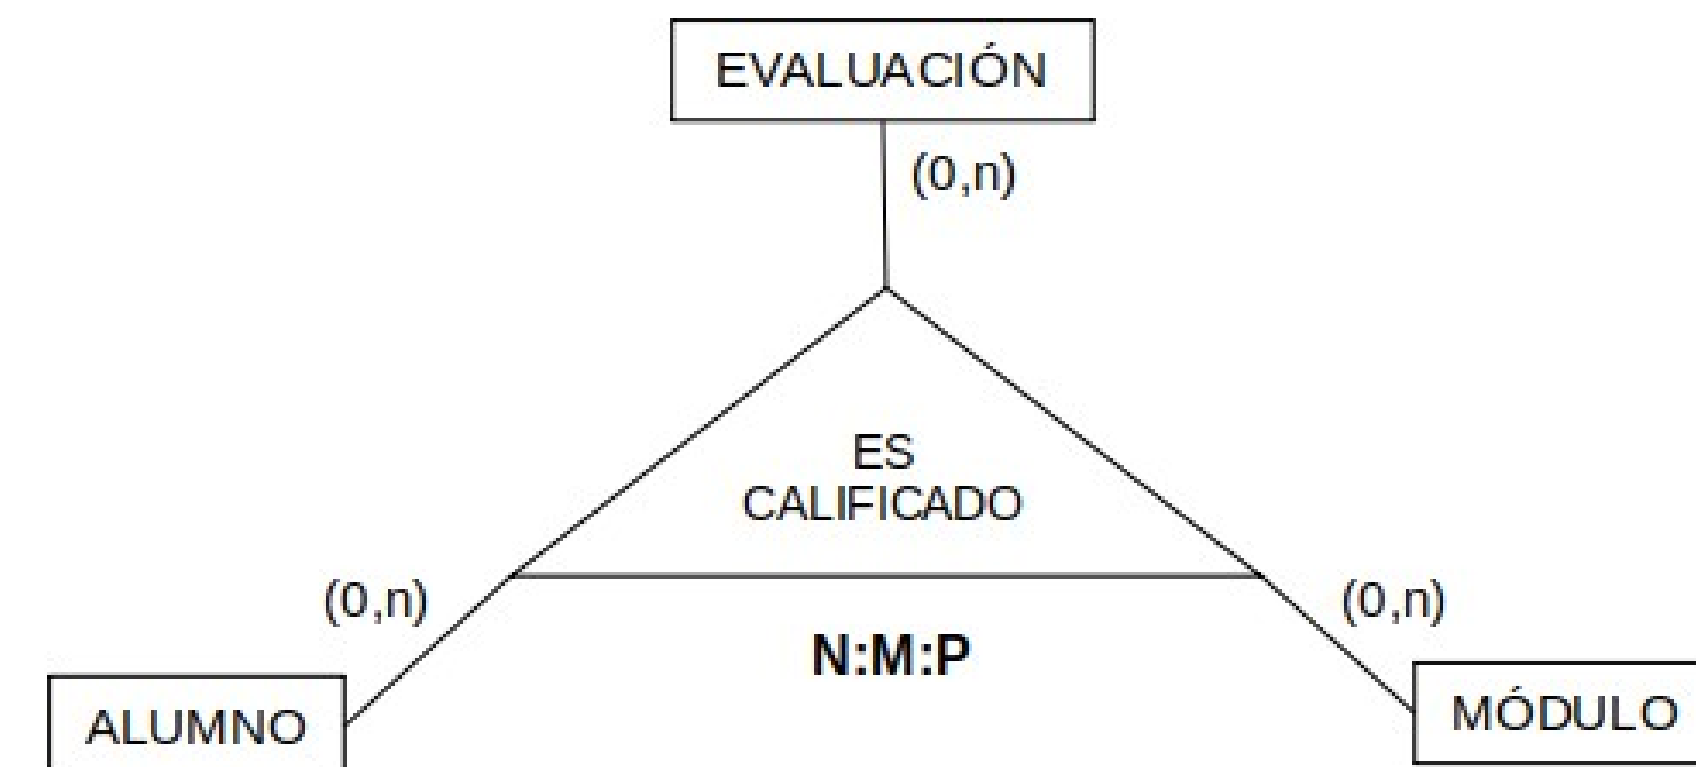 EVALUACIÓN
(0,n)
ES
CALIFICADO
(0,n)
(0,n)
N:M:P
ALUMNO
MÓDULO